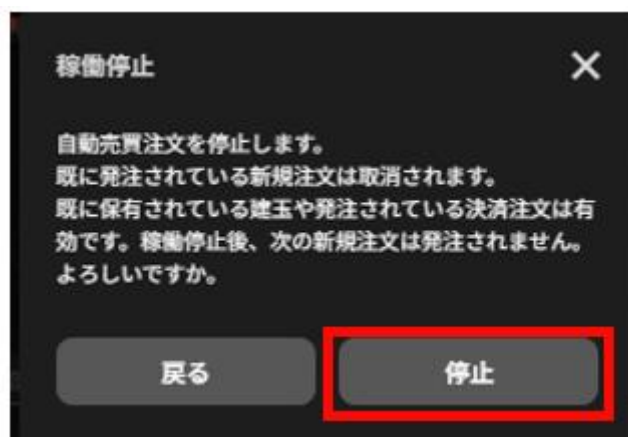 稼働停止
自動売買注文を停止します。
既に発注されている新規注文は取消されます。
既に保有されている建玉や発注されている決済注文は有
効です。稼働停止後、次の新規注文は発注されません。
よろしいですか。
戻る
停止